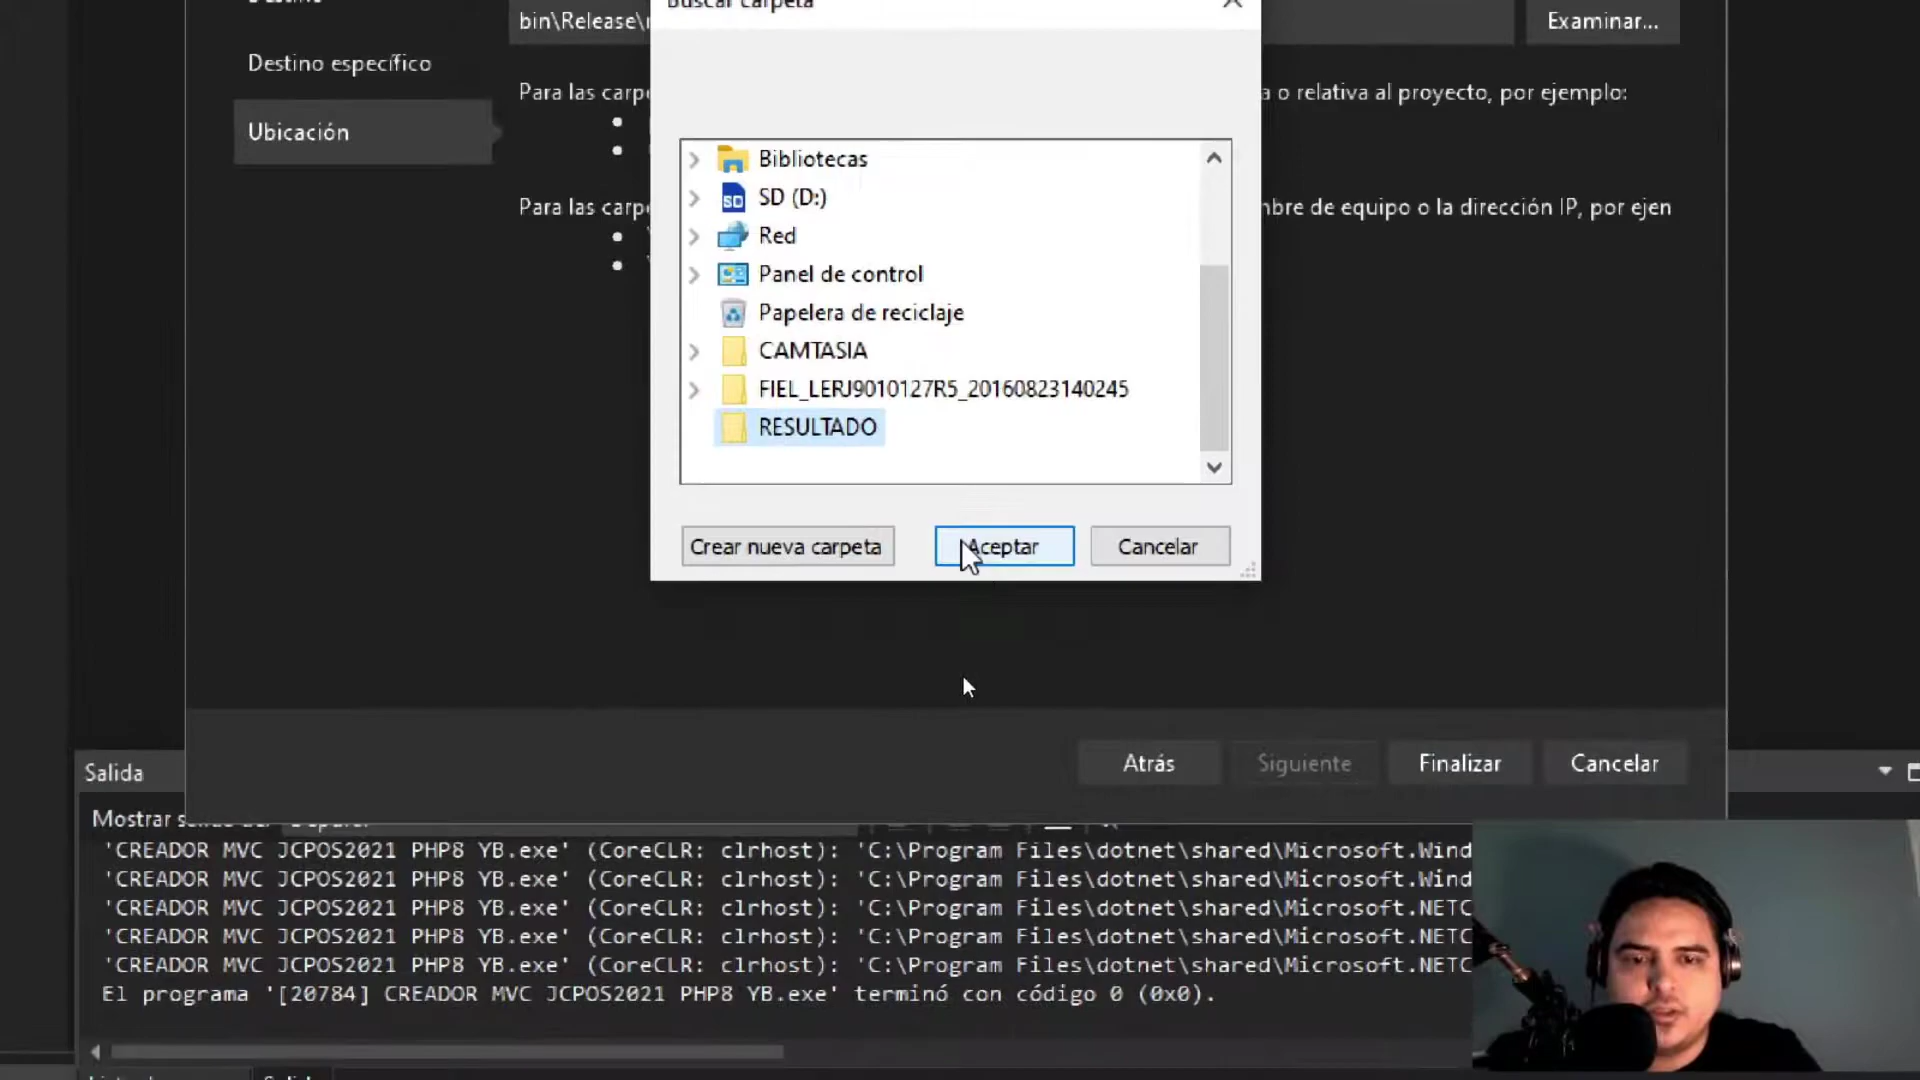 Destino
Buscar carpeta
bin\Release\
Examinar...
Destino específico
Para las carpe
a o relativa al proyecto, por ejemplo:
Ubicación
Bibliotecas
SD (D:)
Para las carpe
bre de equipo o la dirección IP, por ejen
Red
Panel de control
Papelera de reciclaje
CAMTASIA
FIEL_LERJ9010127R5_20160823140245
RESULTADO
Crear nueva carpeta
Aceptar
Cancelar
Atrás
Siguiente
Finalizar
Cancelar
Salida
Mostrar
'CREADOR MVC JCPOS2021 PHP8 YB.exe' (CoreCLR: clrhost): 'C:\Program Files\dotnet\shared\Microsoft.Wind
'CREADOR MVC JCPOS2021 PHP8 YB.exe' (CoreCLR: clrhost): 'C:\Program Files\dotnet\shared\Microsoft.Wind
'CREADOR MVC JCPOS2021 PHP8 YB.exe' (CoreCLR: clrhost): 'C:\Program Files\dotnet\shared\Microsoft.NETC
'CREADOR MVC JCPOS2021 PHP8 YB.exe' (CoreCLR: clrhost): 'C:\Program Files\dotnet\shared\Microsoft.NETC
'CREADOR MVC JCPOS2021 PHP8 YB.exe' (CoreCLR: clrhost): 'C:\Program Files\dotnet\shared\Microsoft.NETC
El programa '[20784] CREADOR MVC JCPOS2021 PHP8 YB.exe' terminó con código 0 (0x0).